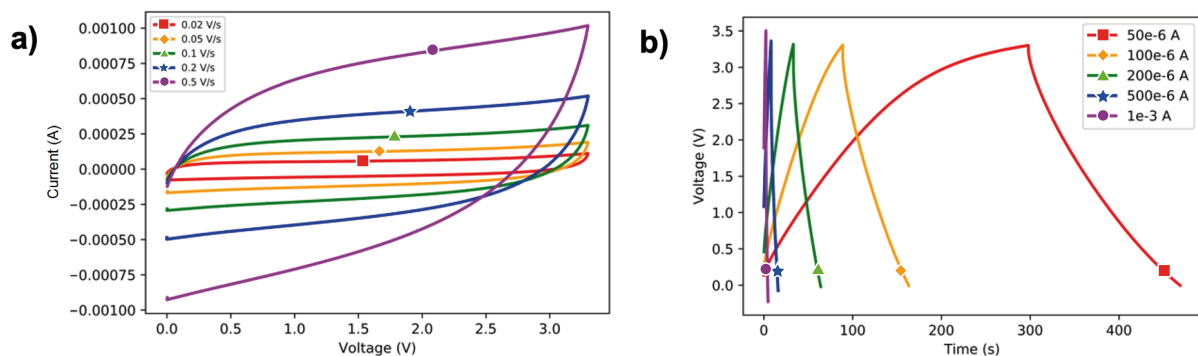 a)
0.02 V/s
0.05 V/s
0.1 V/s
0.2 V/s
0.5 V/s
0.00100
0.00075
0.00050
0.00025
0.00000
−0.00025
−0.00050
−0.00075
−0.00100
Current (A)
0.0 0.5 1.0 1.5 2.0 2.5 3.0
Voltage (V)
b)
50e-6 A
100e-6 A
200e-6 A
500e-6 A
1e-3 A
3.5
3.0
2.5
2.0
1.5
1.0
0.5
0.0
Voltage (V)
0 100 200 300 400
Time (s)